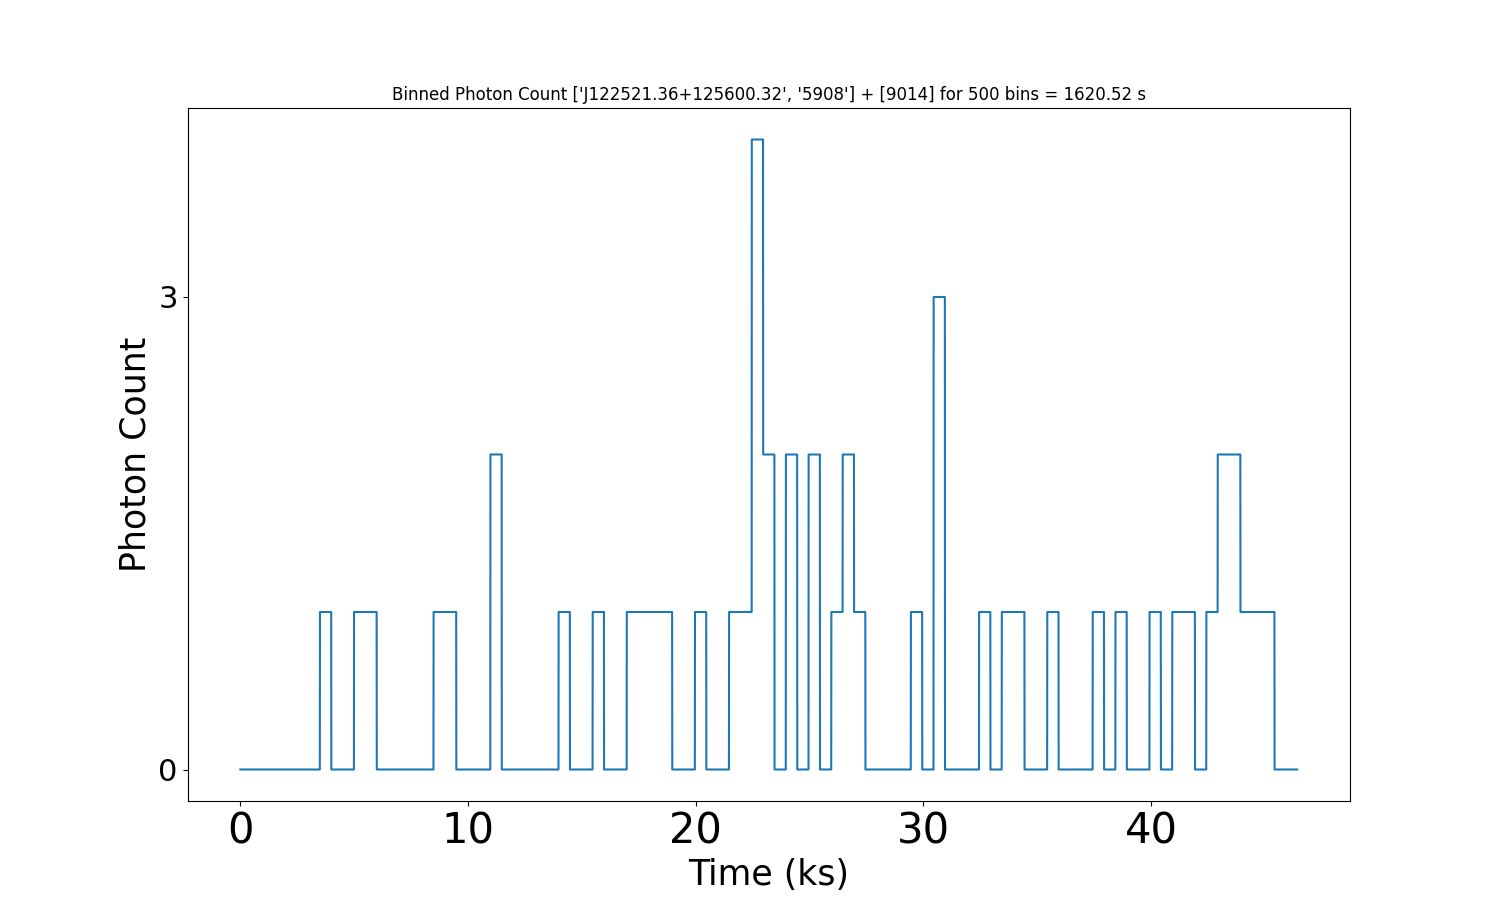 Binned Photon Count ['J122521.36+125600.32', '5908'] + [9014] for 500 bins = 1620.52 s
3
0
Photon Count
0 10 20 30 40
Time (ks)